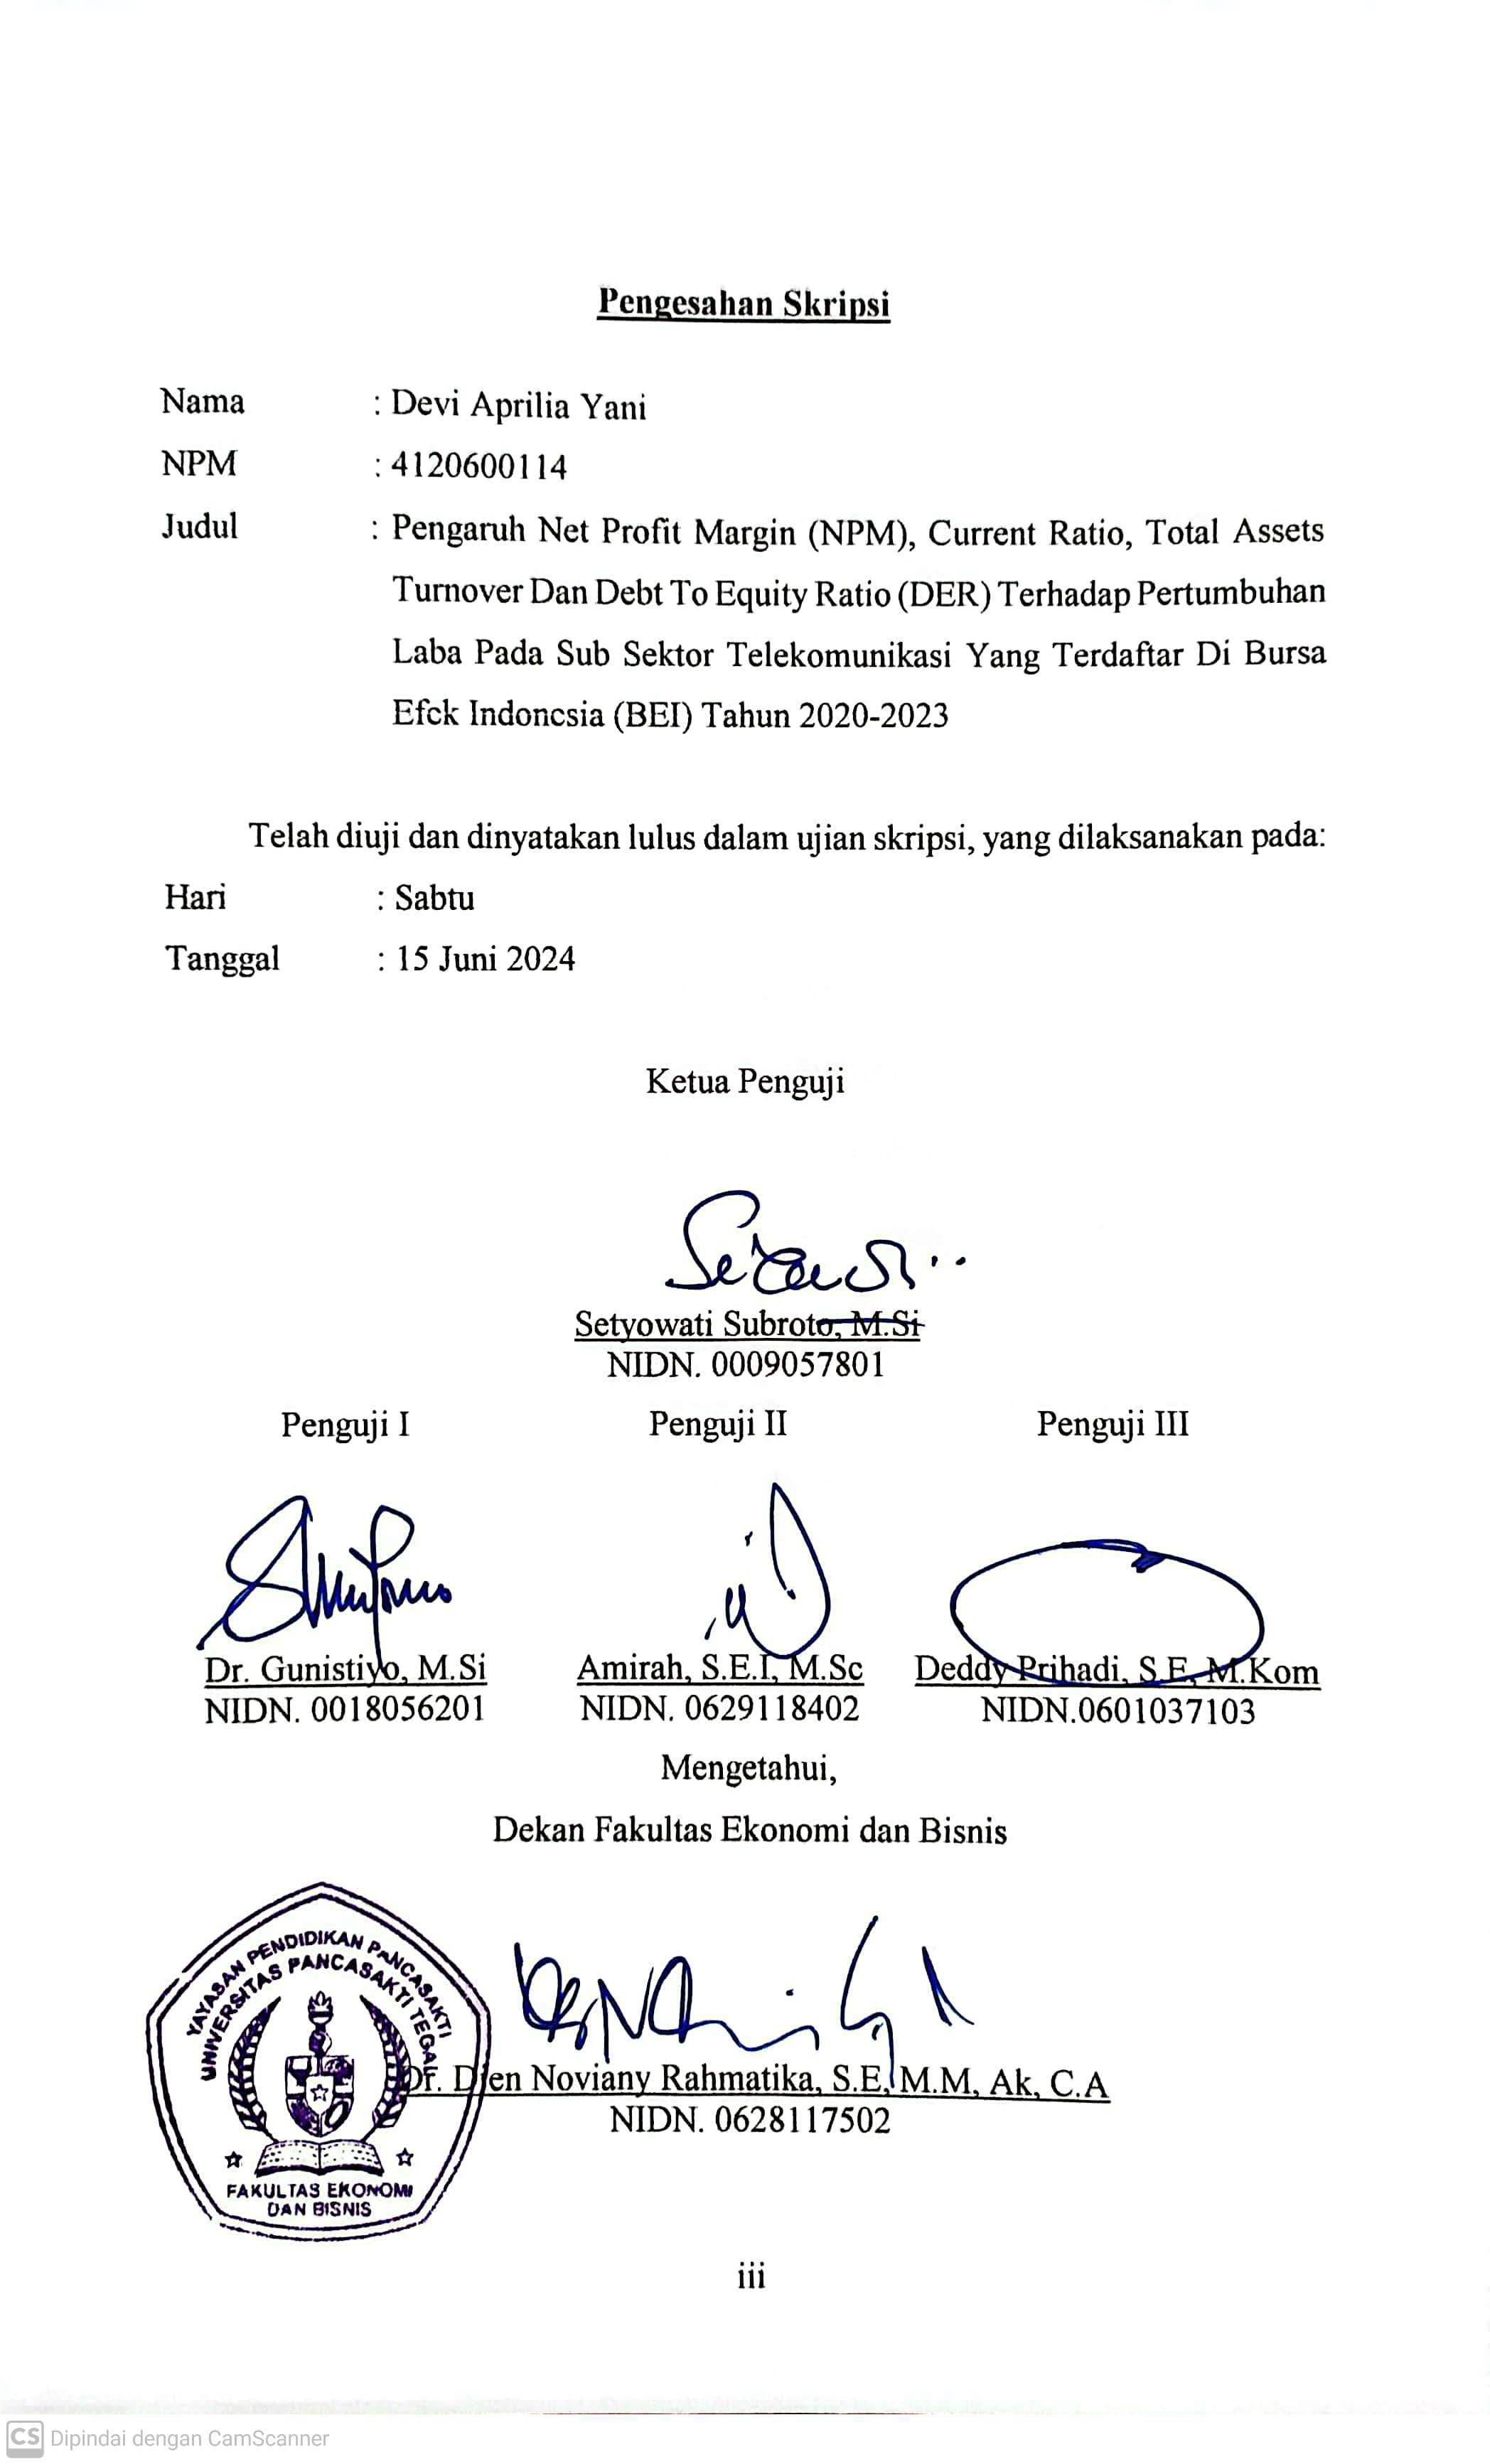 Pengesahan Skripsi
Nama : Devi Aprilia Yani
NPM : 4120600114
Judul : Pengaruh Net Profit Margin (NPM), Current Ratio, Total Assets
Turnover Dan Debt To Equity Ratio (DER) Terhadap Pertumbuhan
Laba Pada Sub Sektor Telekomunikasi Yang Terdaftar Di Bursa
Efek Indonesia (BEI) Tahun 2020-2023
Telah diuji dan dinyatakan lulus dalam ujian skripsi, yang dilaksanakan pada:
Hari : Sabtu
Tanggal : 15 Juni 2024
Ketua Penguji
Setyowati Subroto, M.Si
NIDN. 0009057801
Penguji I Penguji II Penguji III
Dr. Gunistiyo, M.Si Amirah, S.E.I, M.Sc Deddy Prihadi, S.E, M.Kom
NIDN. 0018056201 NIDN. 0629118402 NIDN.0601037103
Mengetahui,
Dekan Fakultas Ekonomi dan Bisnis
YAYASAN PENDIDIKAN PANCASAKTI
UNIVERSITAS PANCASAKTI TEGAL
Dr. Dien Noviany Rahmatika, S.E, M.M, Ak, C.A
NIDN. 0628117502
FAKULTAS EKONOMI
DAN BISNIS
iii
CS Dipindai dengan CamScanner